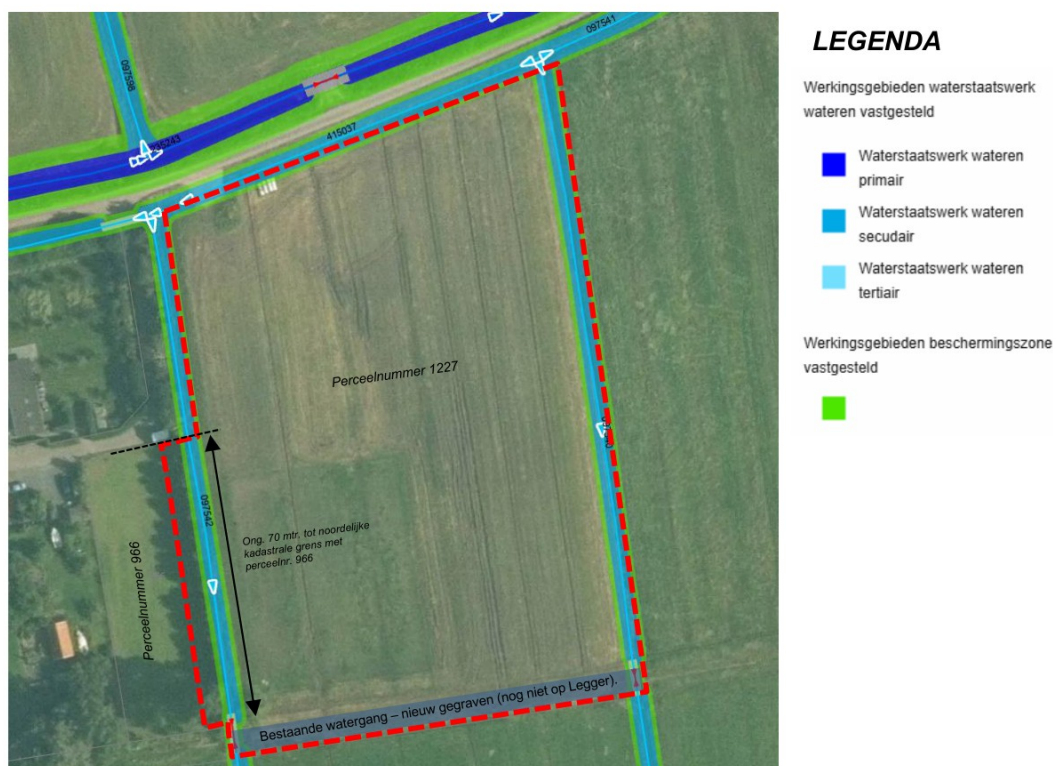 097541
097598
415037
LEGENDA
Werkingsgebieden waterstaatswerk
wateren vastgesteld
Waterstaatswerk wateren
primair
Waterstaatswerk wateren
secudair
Waterstaatswerk wateren
tertiair
Werkingsgebieden beschermingszone
vastgesteld
Perceelnummer 1227
097542
Ong. 70 mtr. tot noordelijke
kadastrale grens met
perceelnr. 966
Perceelnummer 966
Bestaande watergang – nieuw gegraven (nog niet op Legger).